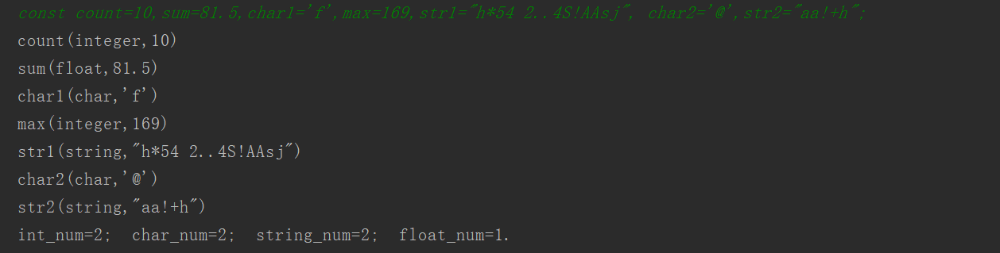 const count=10,sum=81.5,char1='f',max=169,str1="h*54 2..4S!AAsj", char2='@',str2="aa!+h";
count(integer,10)
sum(float,81.5)
char1(char,'f')
max(integer,169)
str1(string,"h*54 2..4S!AAsj")
char2(char,'@')
str2(string,"aa!+h")
int_num=2;  char_num=2;  string_num=2;  float_num=1.